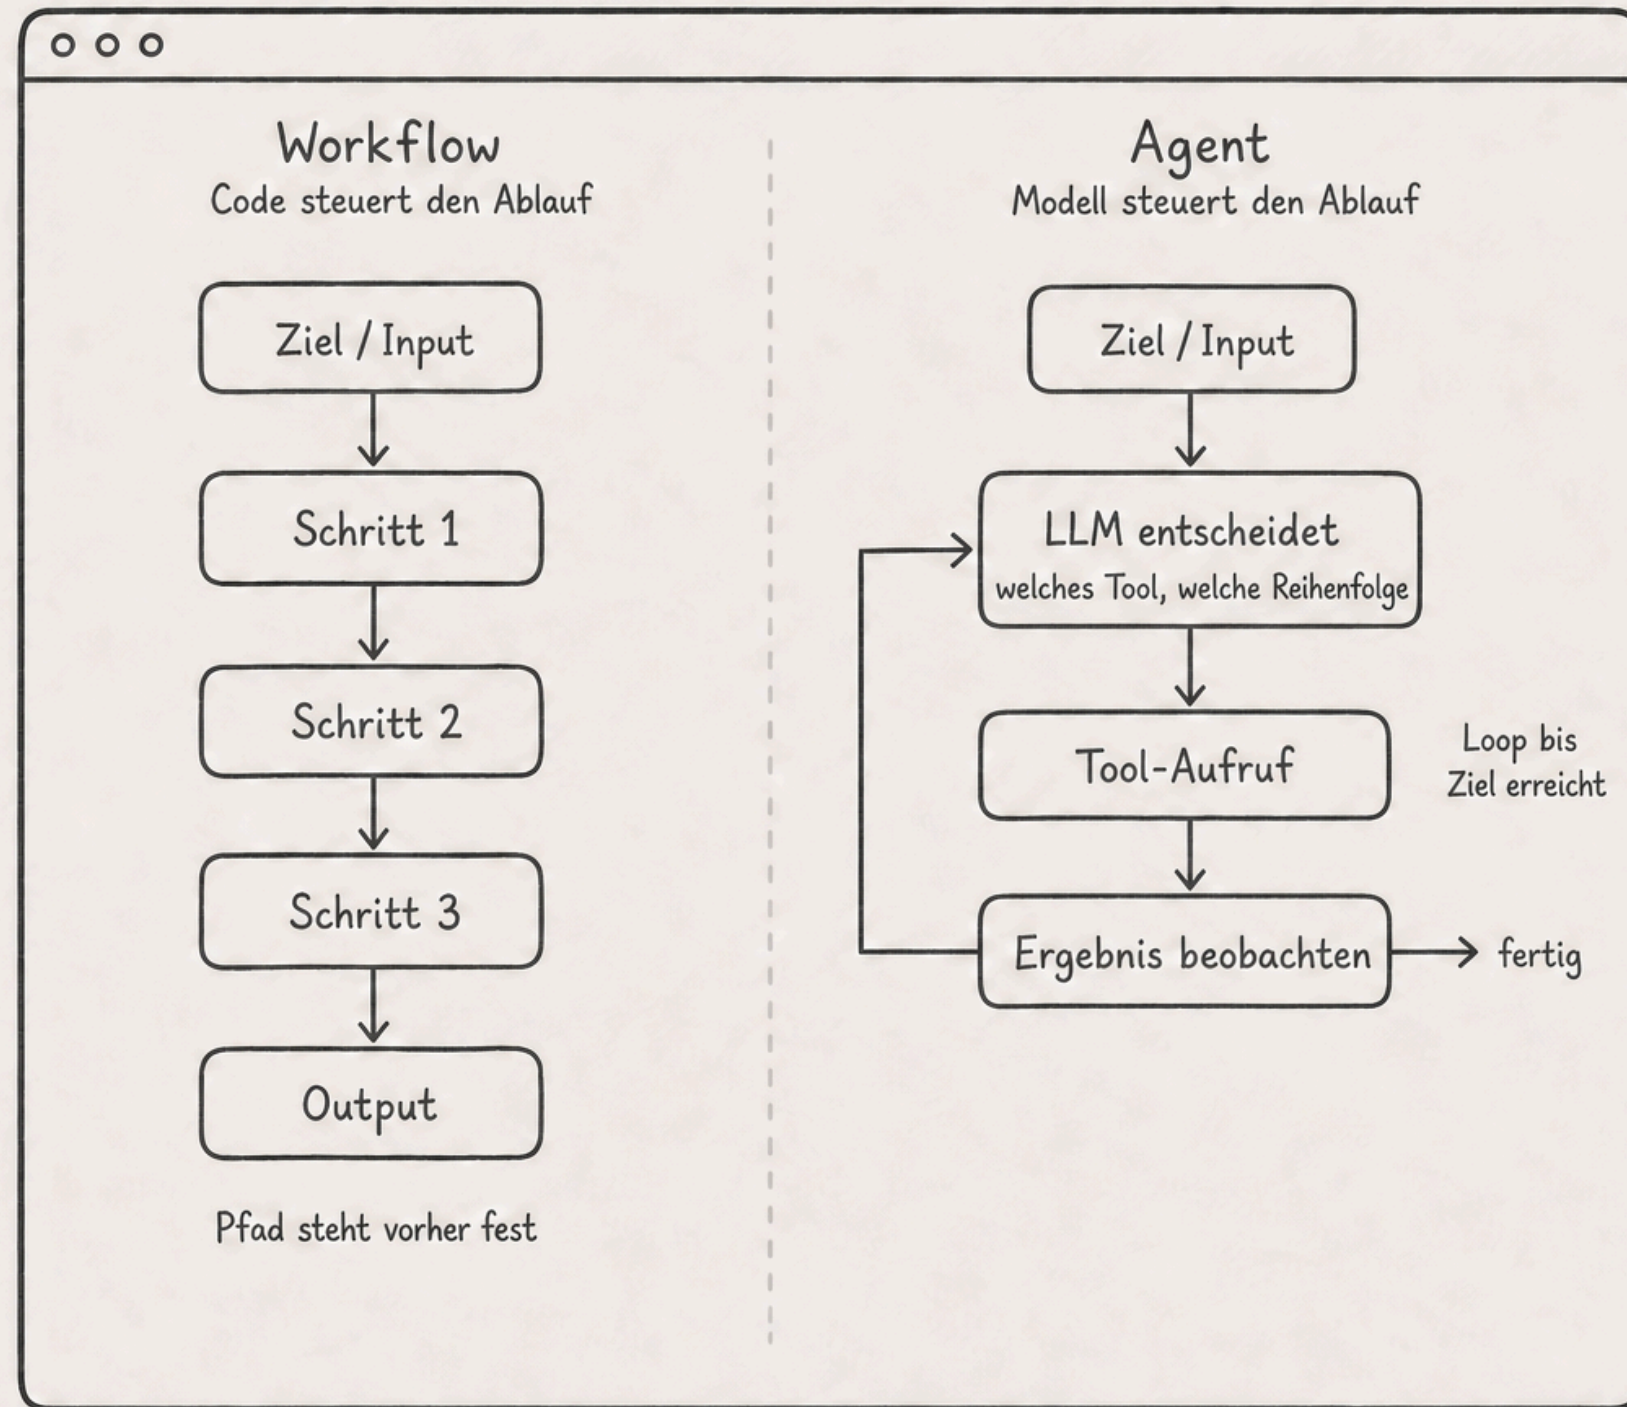 Workflow
Code steuert den Ablauf
Ziel / Input
Schritt 1
Schritt 2
Schritt 3
Output
Pfad steht vorher fest
Agent
Modell steuert den Ablauf
Ziel / Input
LLM entscheidet
welches Tool, welche Reihenfolge
Tool-Aufruf
Loop bis
Ziel erreicht
Ergebnis beobachten
fertig